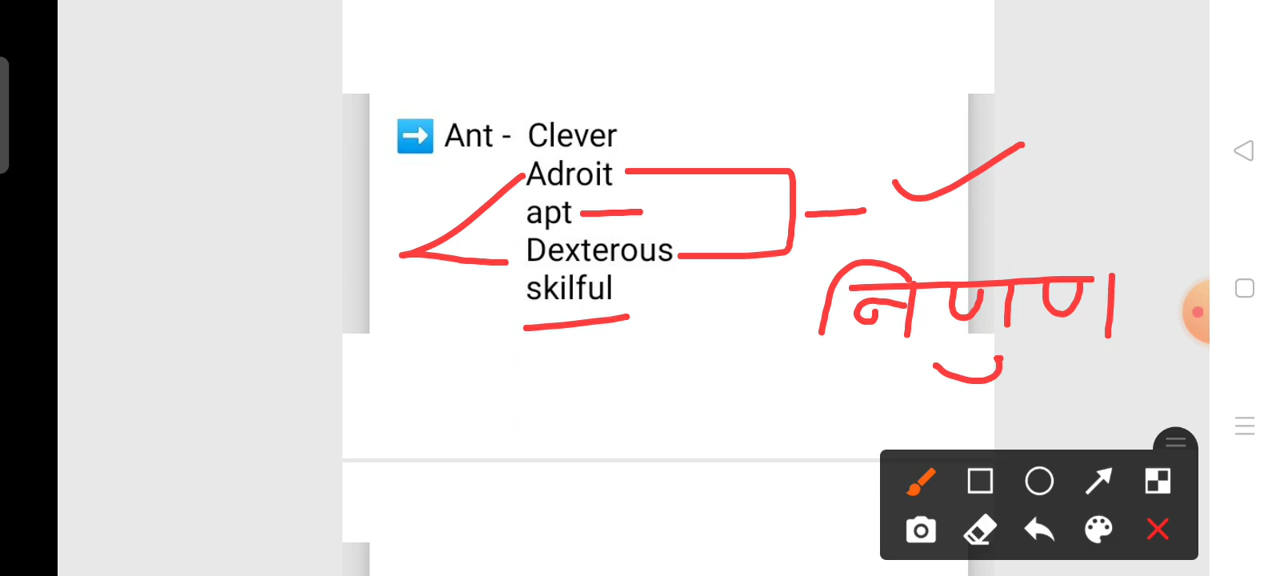 ➡️ Ant - Clever
Adroit
apt
Dexterous
skilful
निपुण